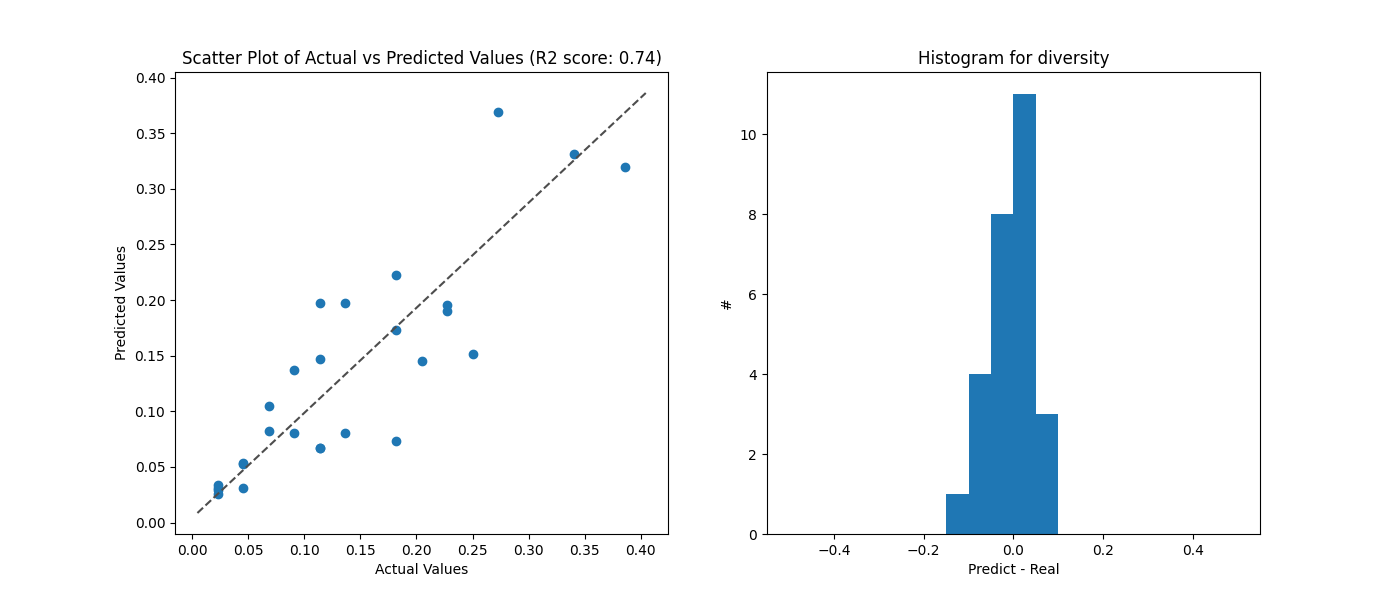 Scatter Plot of Actual vs Predicted Values (R2 score: 0.74)
0.40
0.35
0.30
0.25
0.20
0.15
0.10
0.05
0.00
Predicted Values
0.00 0.05 0.10 0.15 0.20 0.25 0.30 0.35 0.40
Actual Values
Histogram for diversity
10
8
6
4
2
0
#
−0.4 −0.2 0.0 0.2 0.4
Predict - Real